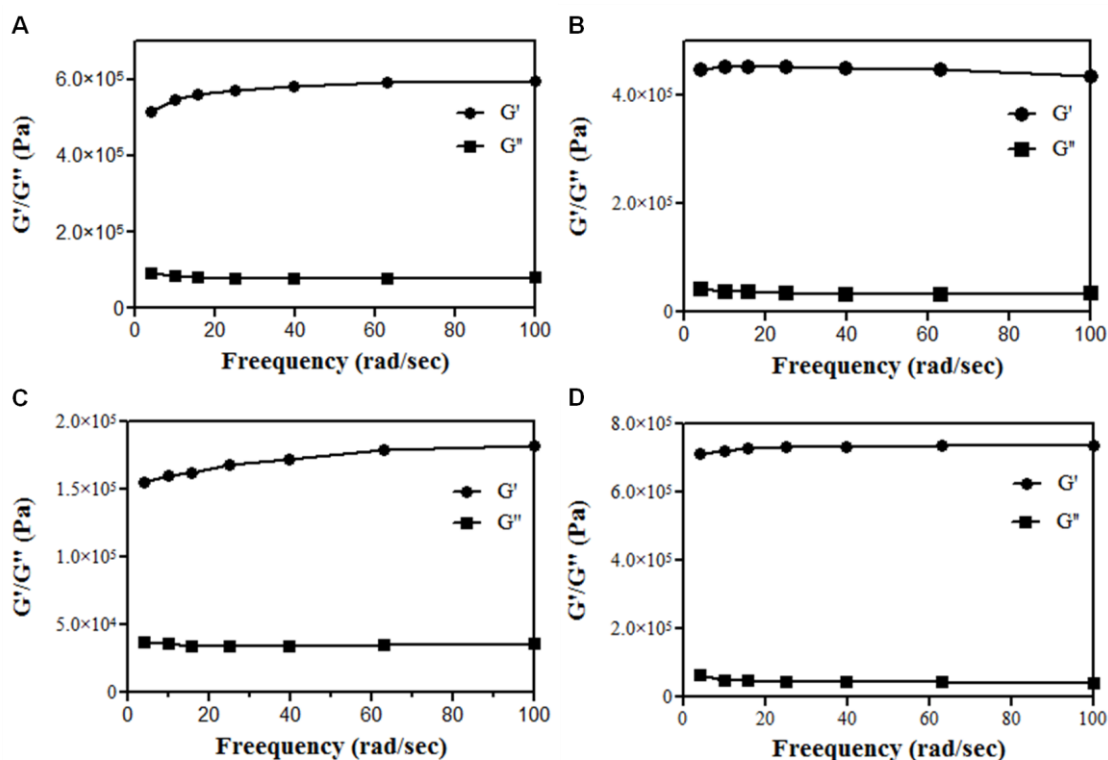 A
G'/G'' (Pa)
6.0×10⁵
4.0×10⁵
2.0×10⁵
0
G'
G''
0 20 40 60 80 100
Freequency (rad/sec)
B
G'/G'' (Pa)
4.0×10⁵
2.0×10⁵
0
G'
G''
0 20 40 60 80 100
Freequency (rad/sec)
C
G'/G'' (Pa)
2.0×10⁵
1.5×10⁵
1.0×10⁵
5.0×10⁴
0
G'
G''
0 20 40 60 80 100
Freequency (rad/sec)
D
G'/G'' (Pa)
8.0×10⁵
6.0×10⁵
4.0×10⁵
2.0×10⁵
0
G'
G''
0 20 40 60 80 100
Freequency (rad/sec)